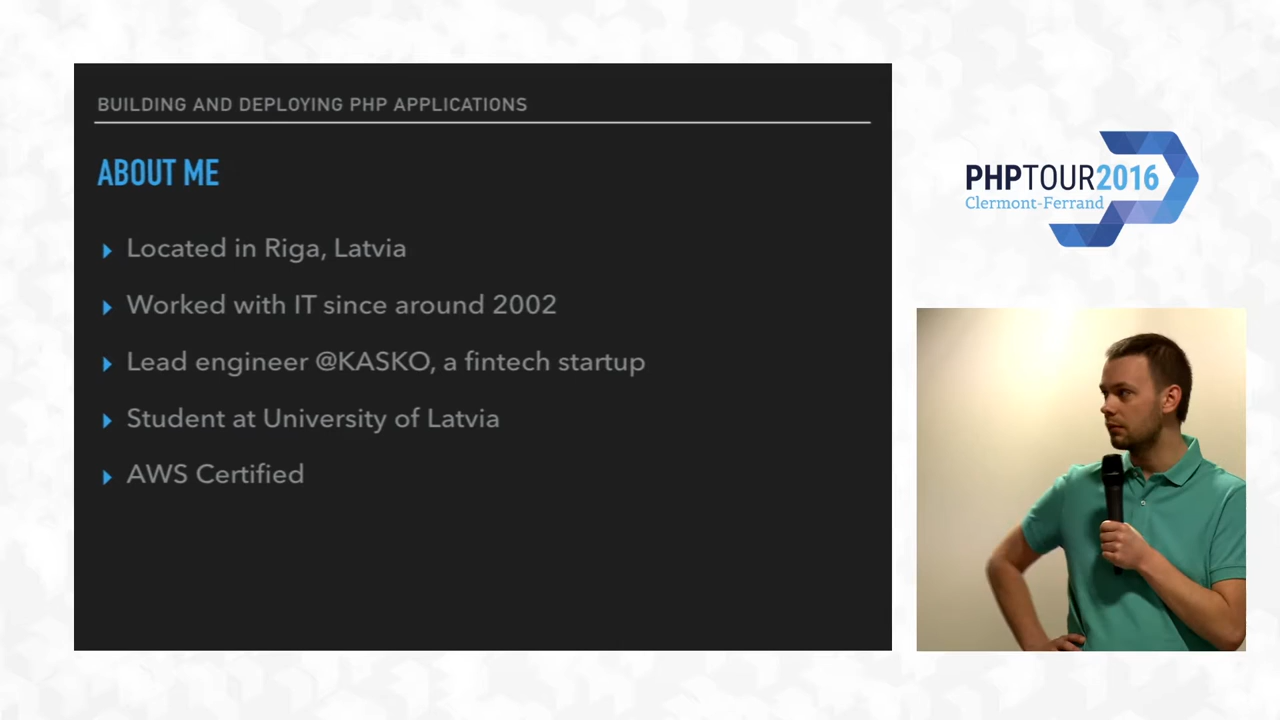 BUILDING AND DEPLOYING PHP APPLICATIONS
ABOUT ME
Located in Riga, Latvia
Worked with IT since around 2002
Lead engineer @KASKO, a fintech startup
Student at University of Latvia
AWS Certified
PHPTOUR2016
Clermont-Ferrand